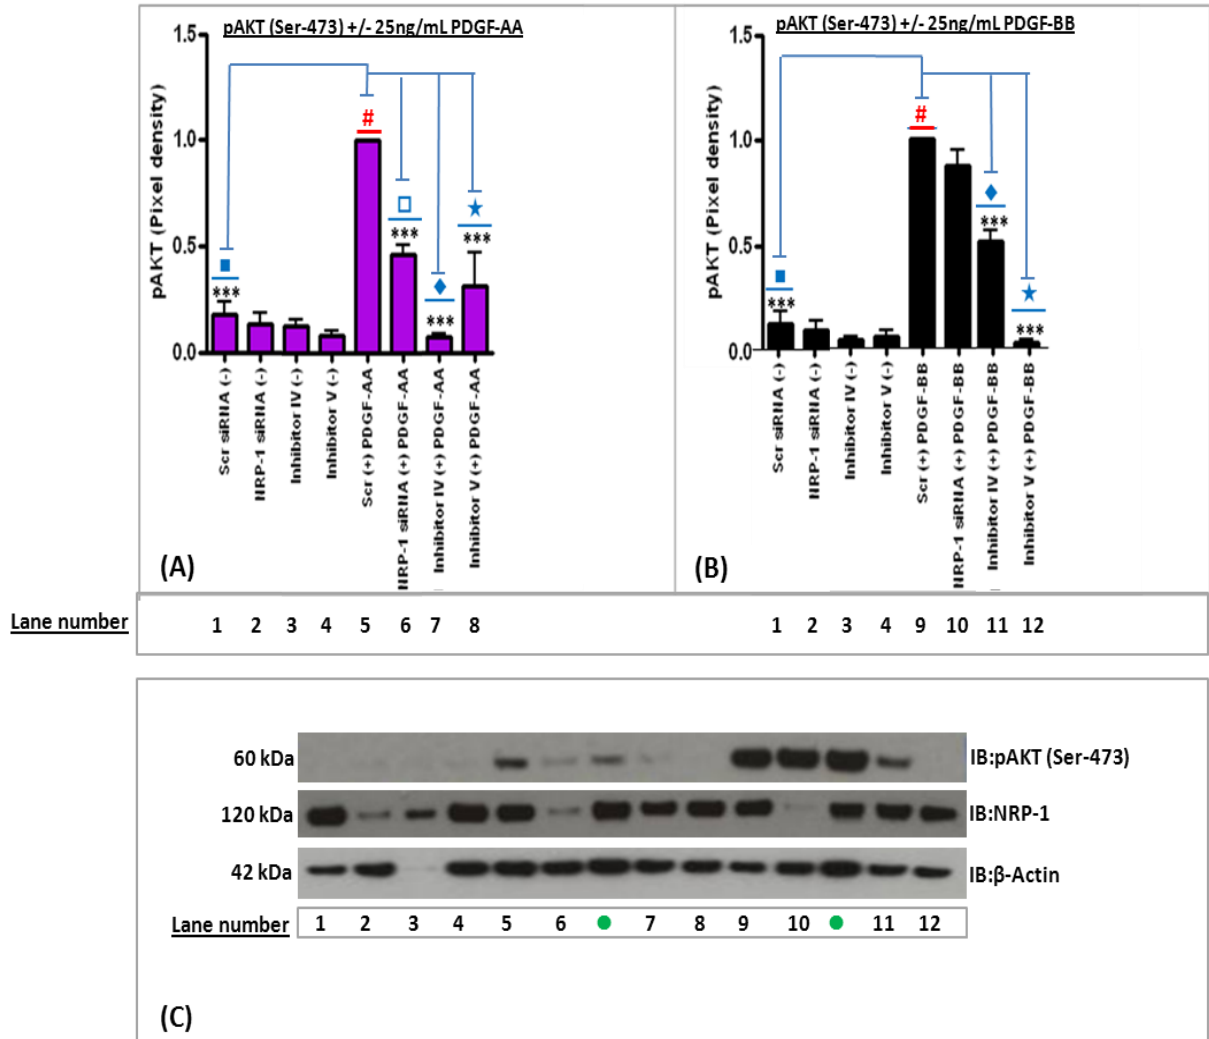 pAKT (Ser-473) +/- 25ng/mL PDGF-AA
1.5
1.0
0.5
0.0
pAKT (Pixel density)
#
***
***
***
***
Scr siRNA (-)
NRP-1 siRNA (-)
Inhibitor IV (-)
Inhibitor V (-)
Scr (+) PDGF-AA
NRP-1 siRNA (+) PDGF-AA
Inhibitor IV (+) PDGF-AA
Inhibitor V (+) PDGF-AA
(A)
pAKT (Ser-473) +/- 25ng/mL PDGF-BB
1.5
1.0
0.5
0.0
pAKT (Pixel density)
#
***
***
***
Scr siRNA (-)
NRP-1 siRNA (-)
Inhibitor IV (-)
Inhibitor V (-)
Scr (+) PDGF-BB
NRP-1 siRNA (+) PDGF-BB
Inhibitor IV (+) PDGF-BB
Inhibitor V (+) PDGF-BB
(B)
Lane number 1 2 3 4 5 6 7 8 1 2 3 4 9 10 11 12
60 kDa IB:pAKT (Ser-473)
120 kDa IB:NRP-1
42 kDa IB:β-Actin
Lane number 1 2 3 4 5 6 7 8 9 10 11 12
(C)